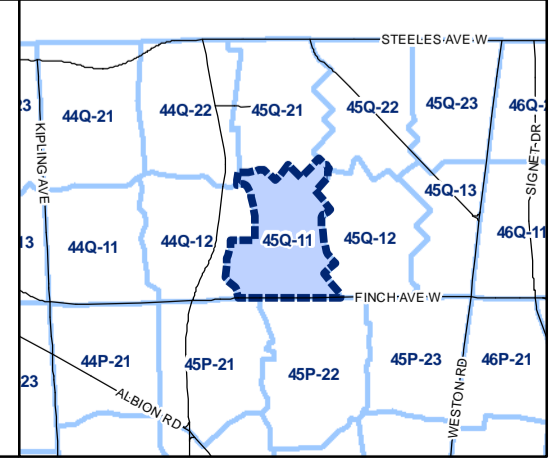 STEELES AVE W
23
44Q-21
44Q-22
45Q-21
45Q-22
45Q-23
46Q-
KIPLING AVE
SIGNET DR
45Q-13
13
44Q-11
44Q-12
45Q-11
45Q-12
46Q-11
FINCH AVE W
44P-21
45P-21
45P-22
45P-23
46P-21
23
ALBION RD
WESTON RD